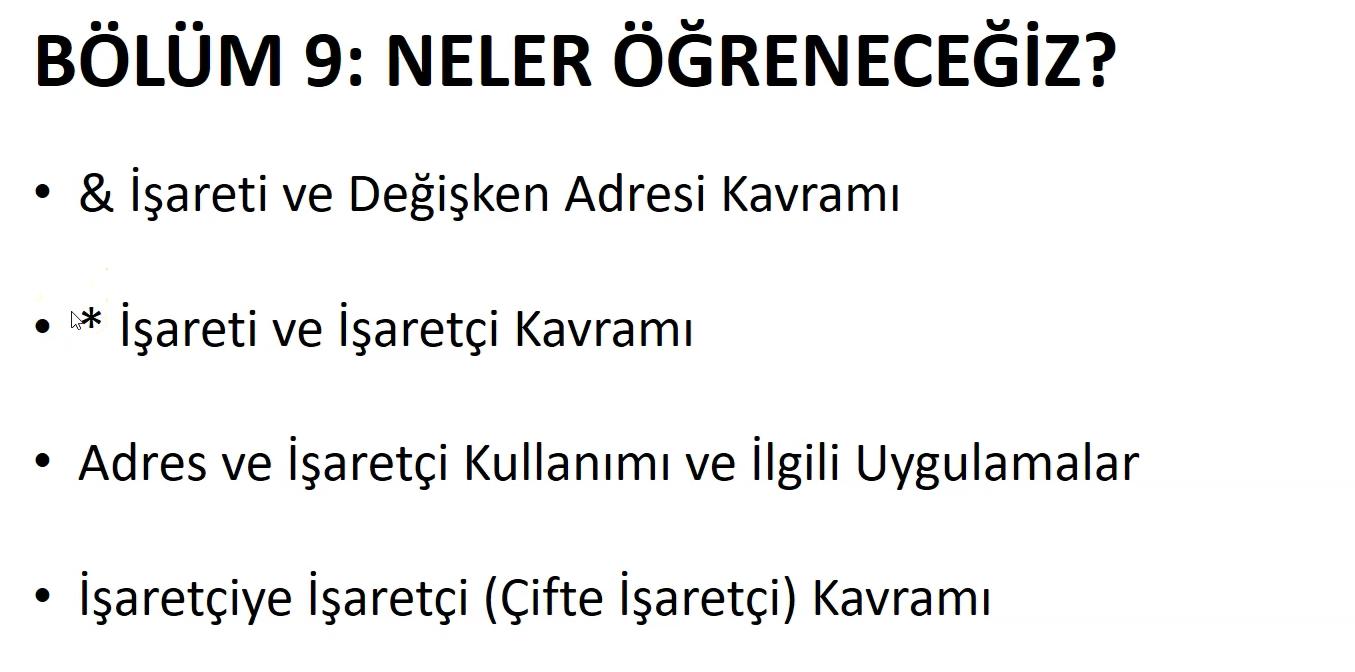 BÖLÜM 9: NELER ÖĞRENECEĞİZ?
• & İşareti ve Değişken Adresi Kavramı
• * İşareti ve İşaretçi Kavramı
• Adres ve İşaretçi Kullanımı ve İlgili Uygulamalar
• İşaretçiye İşaretçi (Çifte İşaretçi) Kavramı